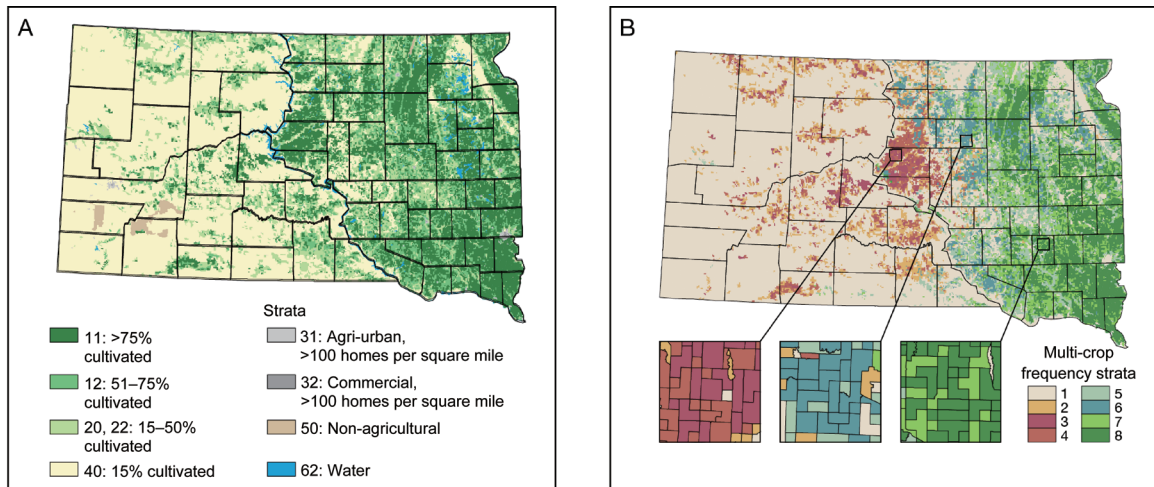 A
Strata
11: >75%
cultivated
12: 51–75%
cultivated
20, 22: 15–50%
cultivated
40: 15% cultivated
31: Agri-urban,
>100 homes per square mile
32: Commercial,
>100 homes per square mile
50: Non-agricultural
62: Water
B
Multi-crop
frequency strata
1
2
3
4
5
6
7
8